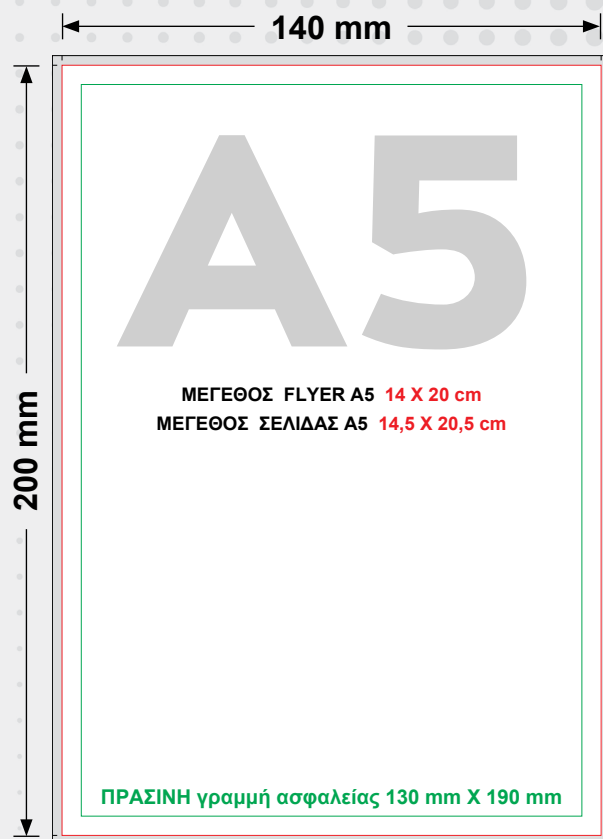 140 mm
200 mm
A5
ΜΕΓΕΘΟΣ FLYER A5 14 X 20 cm
ΜΕΓΕΘΟΣ ΣΕΛΙΔΑΣ A5 14,5 X 20,5 cm
ΠΡΑΣΙΝΗ γραμμή ασφαλείας 130 mm X 190 mm